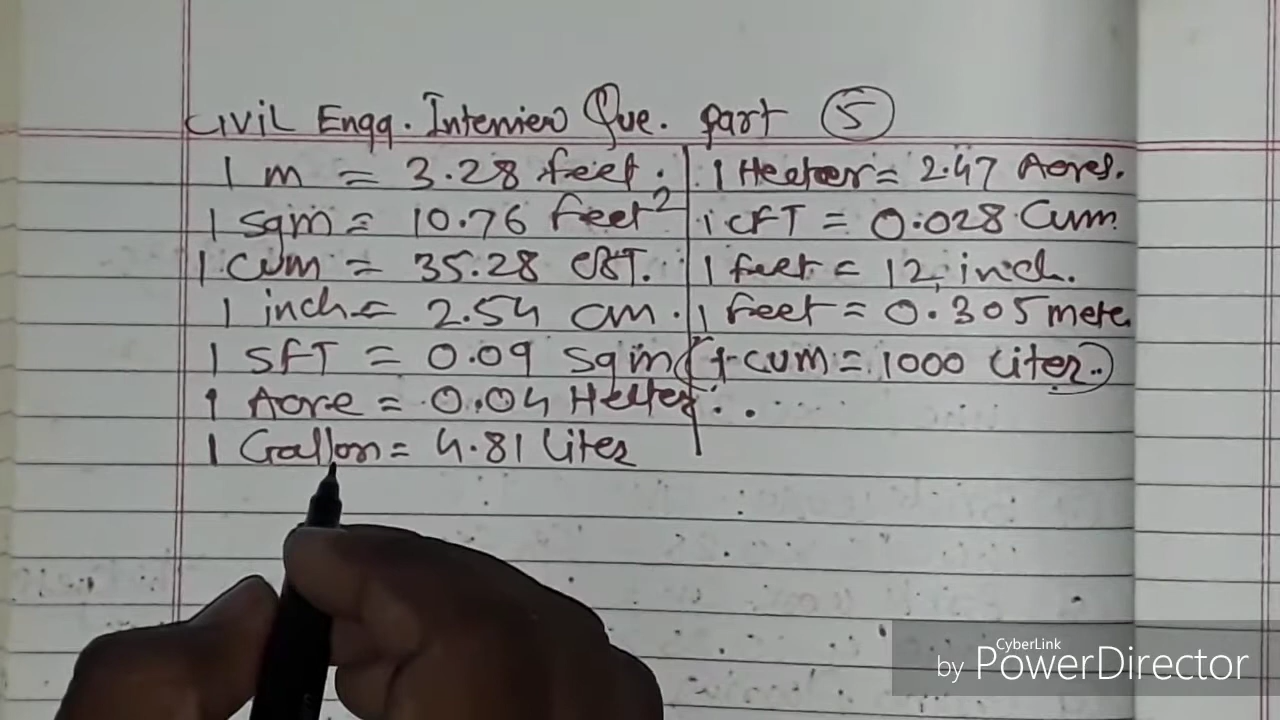 Civil Engg. Interview Que. part 5
1 m = 3.28 feet.
1 Sqm = 10.76 feet²
1 Cum = 35.28 CFT.
1 inch = 2.54 cm.
1 SFT = 0.09 sqm
1 Acre = 0.04 Hecter
1 Gallon = 4.81 liter
1 Hecter = 2.47 Acres.
1 CFT = 0.028 Cum
1 feet = 12 inch.
1 feet = 0.305 mete
1 cum = 1000 liter..
CyberLink
by PowerDirector